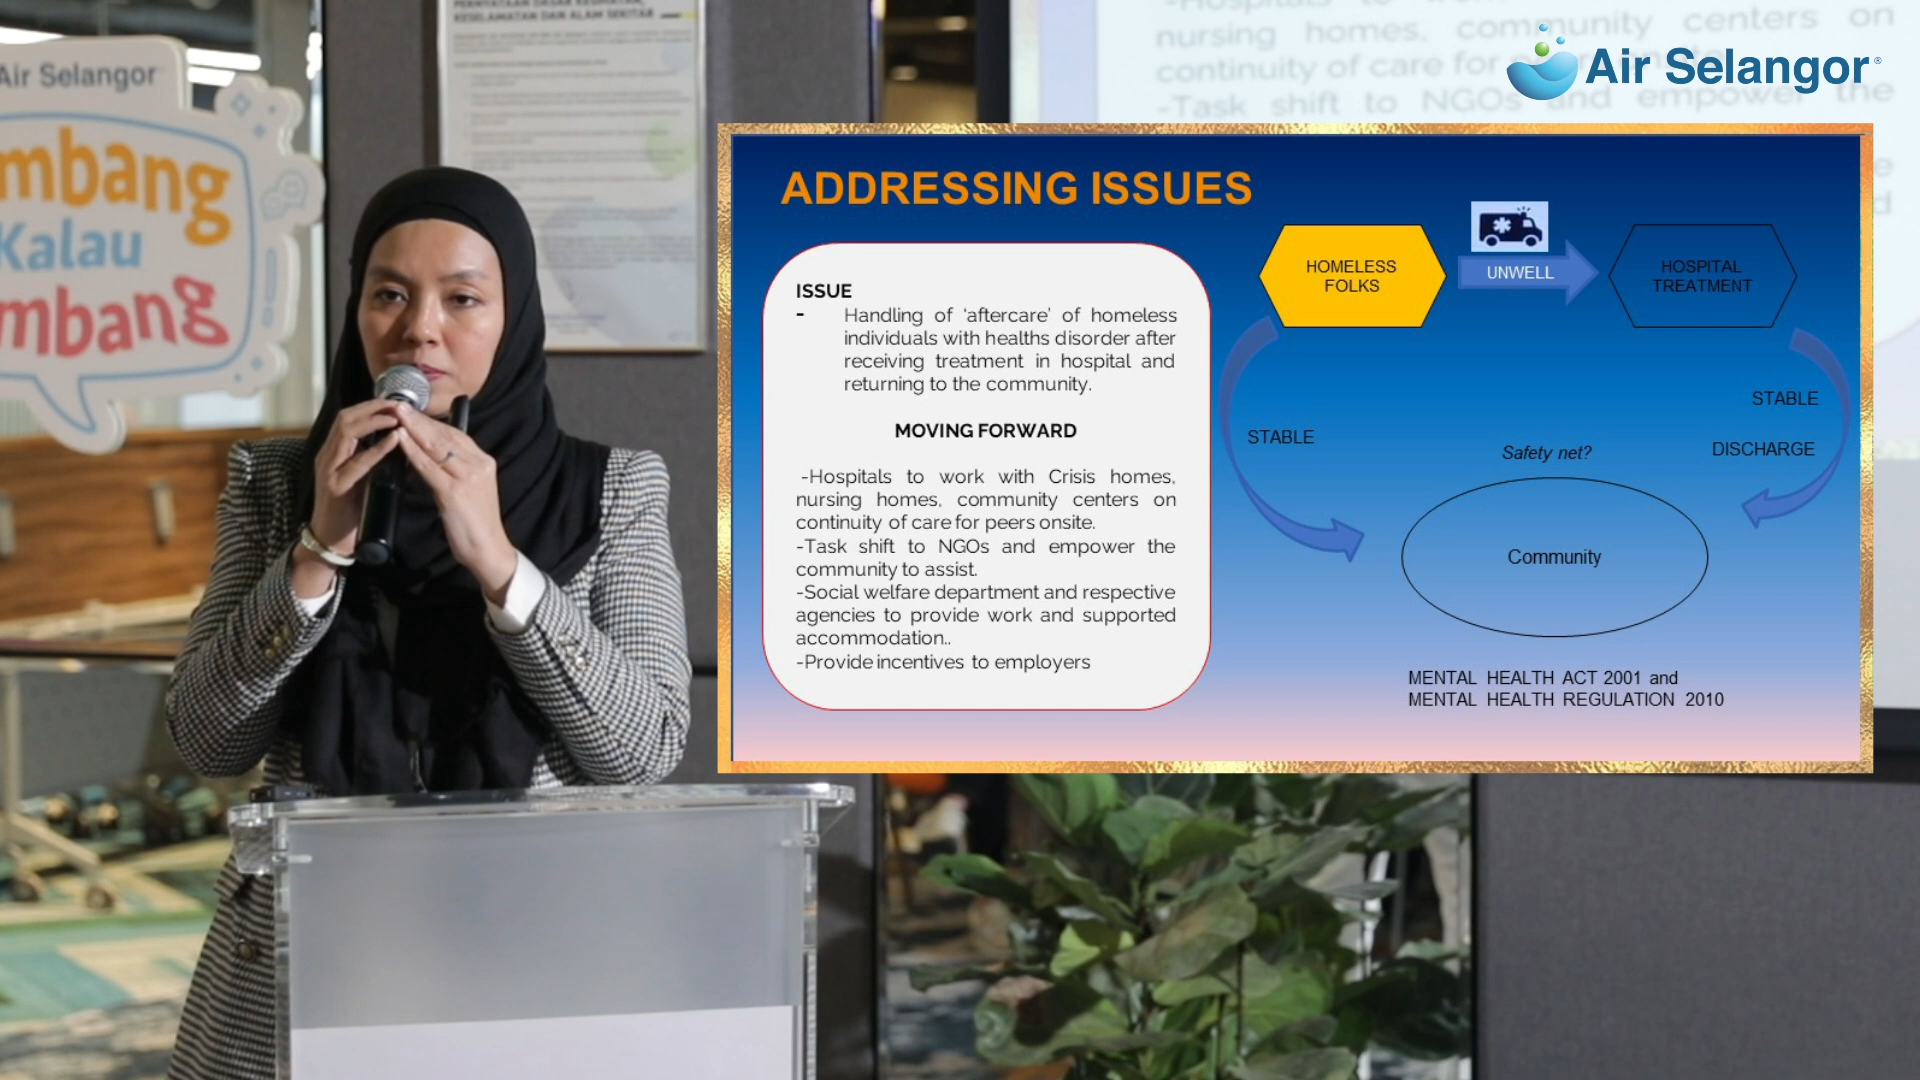 Air Selangor
mbang
Kalau
mbang
KESELAMATAN DAN ALAM SEKITAR
nursing homes, community centers on
continuity of care for
-Task shift to NGOs and empower the
Air Selangor
ADDRESSING ISSUES
ISSUE
- Handling of ‘aftercare’ of homeless
individuals with healths disorder after
receiving treatment in hospital and
returning to the community.
MOVING FORWARD
-Hospitals to work with Crisis homes,
nursing homes, community centers on
continuity of care for peers onsite.
-Task shift to NGOs and empower the
community to assist.
-Social welfare department and respective
agencies to provide work and supported
accommodation..
-Provide incentives to employers
HOMELESS
FOLKS
UNWELL
HOSPITAL
TREATMENT
STABLE
STABLE
DISCHARGE
Safety net?
Community
MENTAL HEALTH ACT 2001 and
MENTAL HEALTH REGULATION 2010